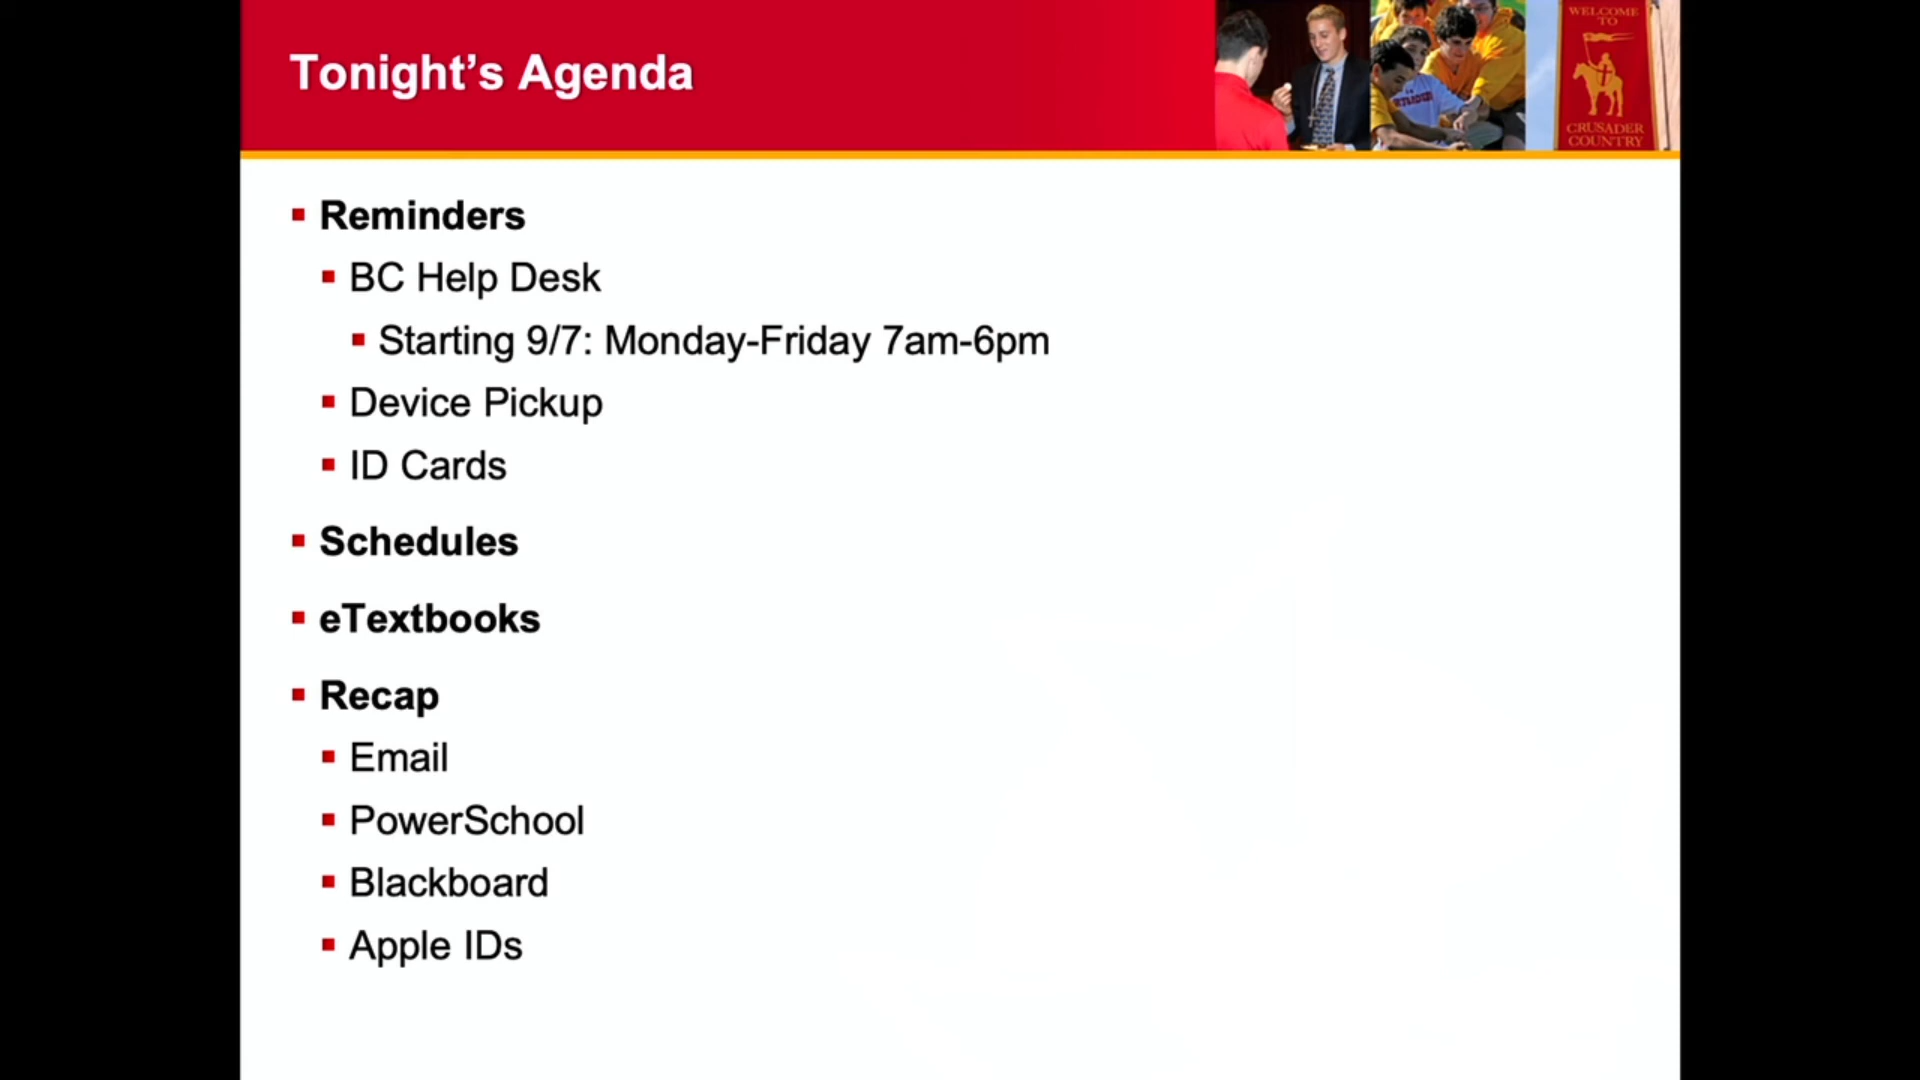 Tonight’s Agenda
WELCOME
TO
CRUSADER
COUNTRY
Reminders
BC Help Desk
Starting 9/7: Monday-Friday 7am-6pm
Device Pickup
ID Cards
Schedules
eTextbooks
Recap
Email
PowerSchool
Blackboard
Apple IDs